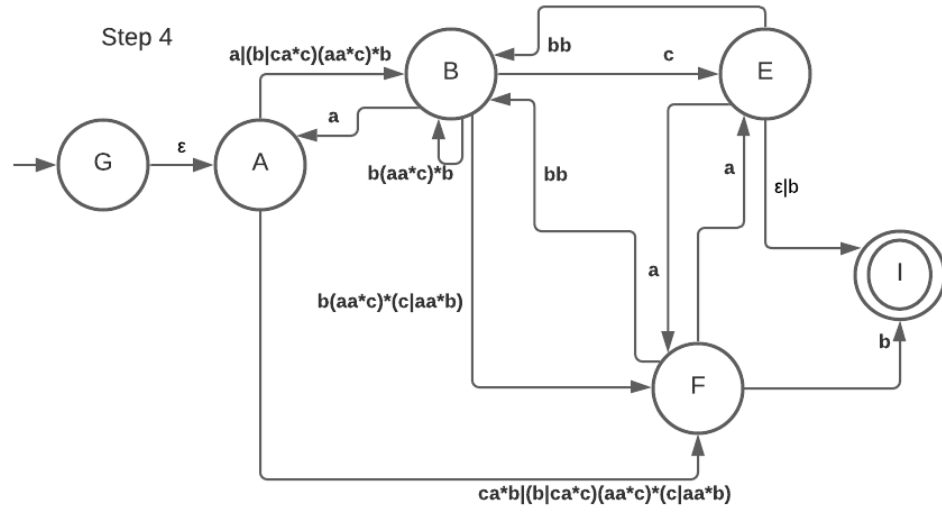 Step 4
a|(b|ca*c)(aa*c)*b
bb
c
B
E
G
ε
A
a
b(aa*c)*b
bb
a
ε|b
I
b(aa*c)*(c|aa*b)
a
b
F
ca*b|(b|ca*c)(aa*c)*(c|aa*b)